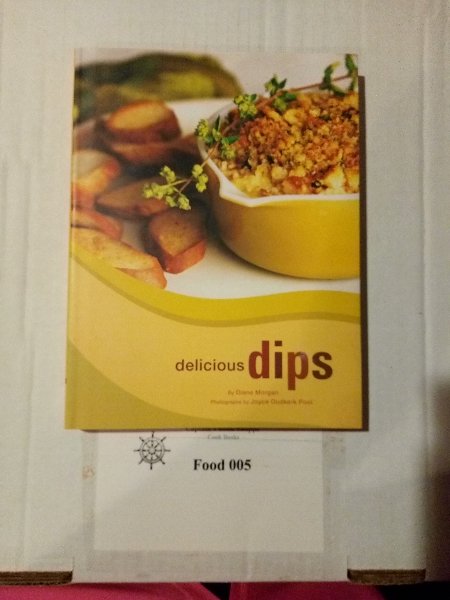 delicious dips
By Diane Morgan
Photographs by Joyce Oudkerk Pool
Cook Books
Food 005